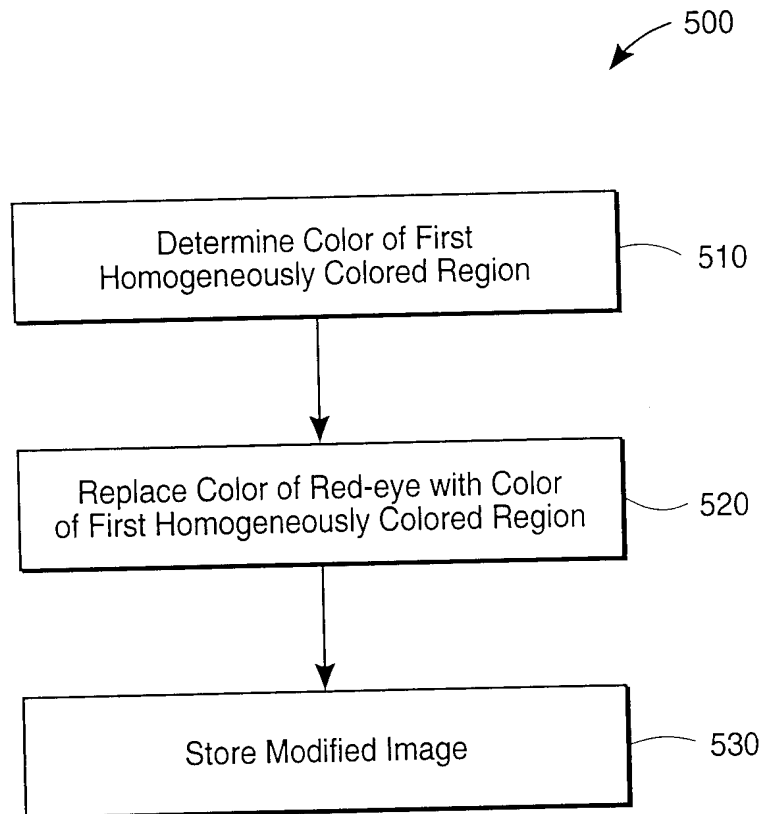 500
Determine Color of First
Homogeneously Colored Region
510
Replace Color of Red-eye with Color
of First Homogeneously Colored Region
520
Store Modified Image
530